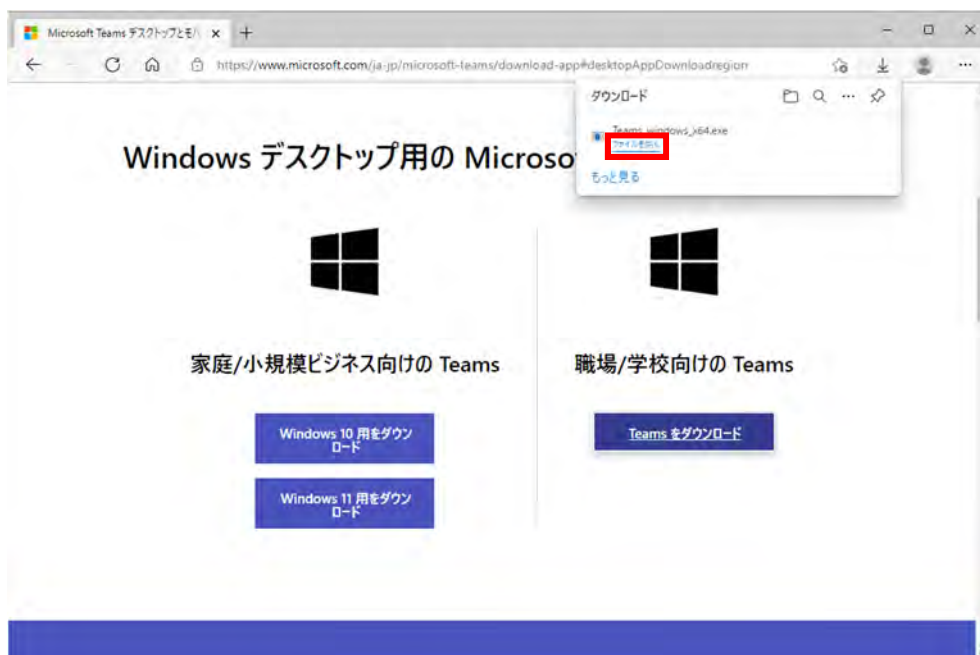 Microsoft Teams デスクトップとモバ
https://www.microsoft.com/ja-jp/microsoft-teams/download-app#desktopAppDownloadregion
ダウンロード
Teams_windows_x64.exe
ファイルを開く
もっと見る
Windows デスクトップ用の Microso
家庭/小規模ビジネス向けの Teams
職場/学校向けの Teams
Windows 10 用をダウン
ロード
Teams をダウンロード
Windows 11 用をダウン
ロード